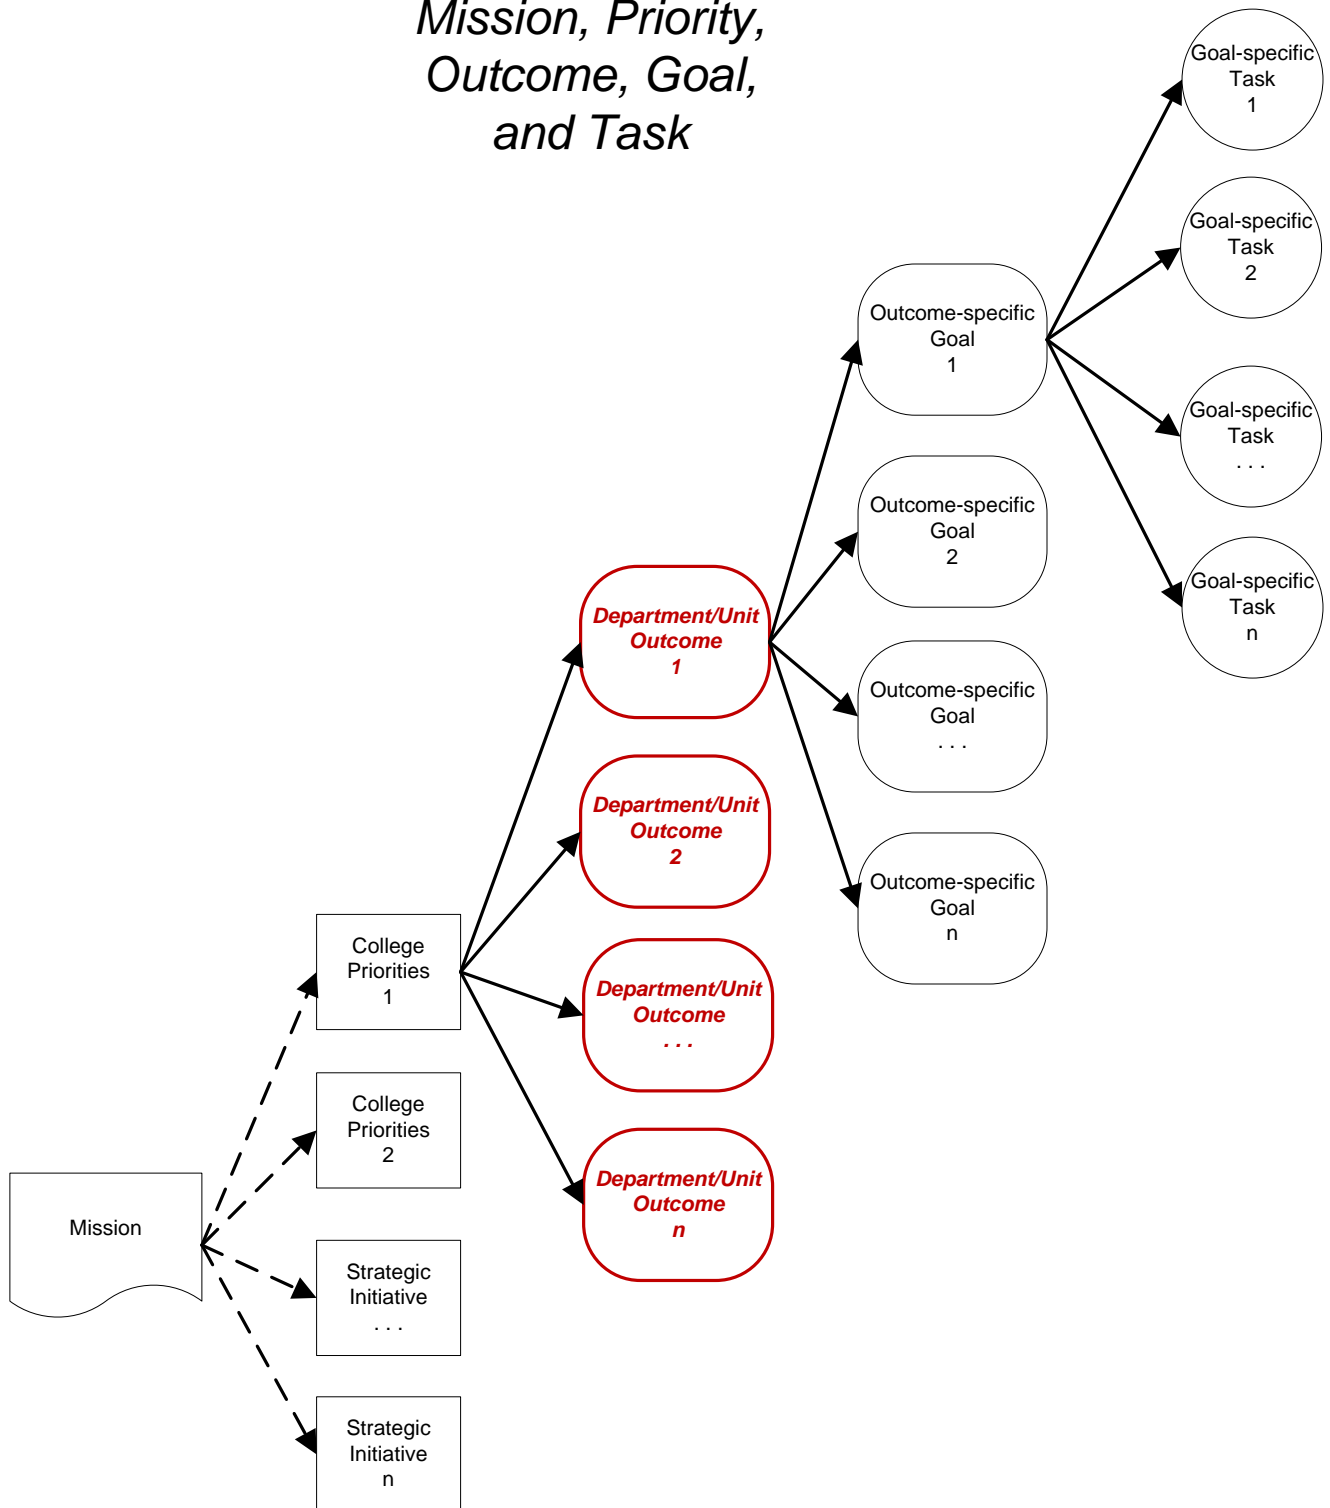 Mission, Priority,
Outcome, Goal,
and Task
Goal-specific
Task
1
Goal-specific
Task
2
Goal-specific
Task
. . .
Goal-specific
Task
n
Outcome-specific
Goal
1
Outcome-specific
Goal
2
Outcome-specific
Goal
. . .
Outcome-specific
Goal
n
Department/Unit
Outcome
1
Department/Unit
Outcome
2
Department/Unit
Outcome
. . .
Department/Unit
Outcome
n
College
Priorities
1
College
Priorities
2
Strategic
Initiative
. . .
Strategic
Initiative
n
Mission